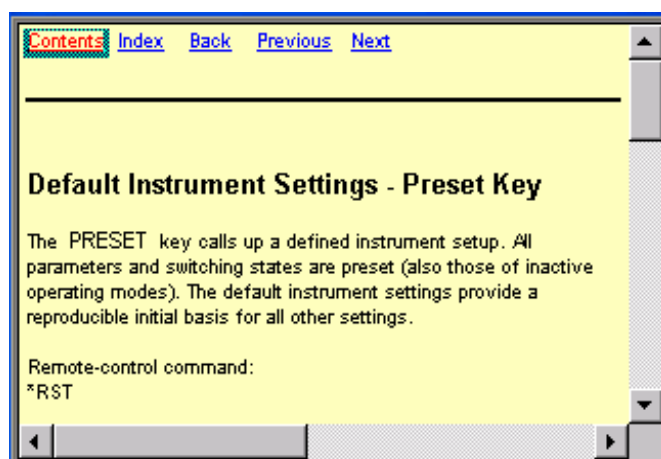 Contents Index Back Previous Next
Default Instrument Settings - Preset Key
The PRESET key calls up a defined instrument setup. All
parameters and switching states are preset (also those of inactive
operating modes). The default instrument settings provide a
reproducible initial basis for all other settings.
Remote-control command:
*RST